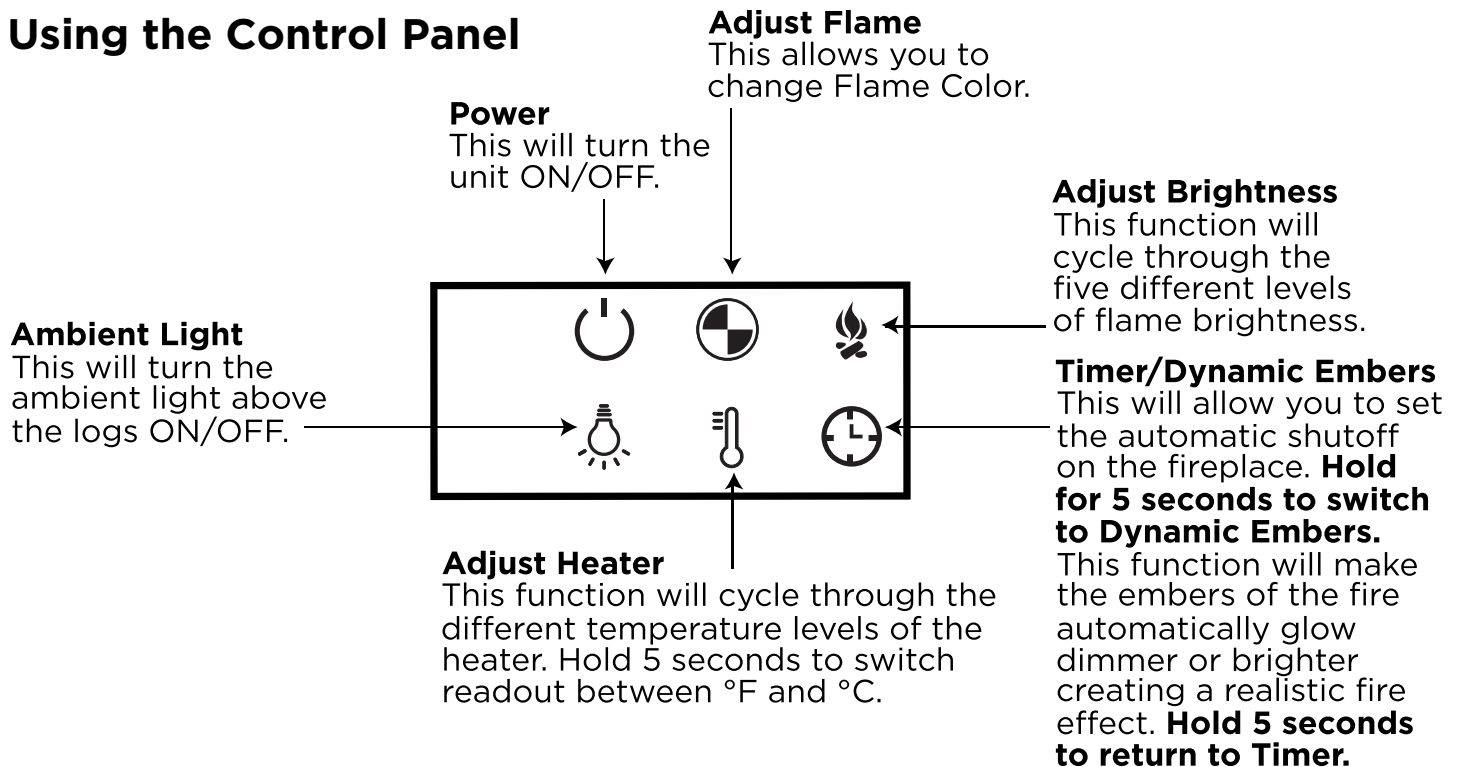 Using the Control Panel
Adjust Flame
This allows you to
change Flame Color.
Power
This will turn the
unit ON/OFF.
Adjust Brightness
This function will
cycle through the
five different levels
of flame brightness.
Ambient Light
This will turn the
ambient light above
the logs ON/OFF.
Timer/Dynamic Embers
This will allow you to set
the automatic shutoff
on the fireplace. Hold
for 5 seconds to switch
to Dynamic Embers.
This function will make
the embers of the fire
automatically glow
dimmer or brighter
creating a realistic fire
effect. Hold 5 seconds
to return to Timer.
Adjust Heater
This function will cycle through the
different temperature levels of the
heater. Hold 5 seconds to switch
readout between °F and °C.